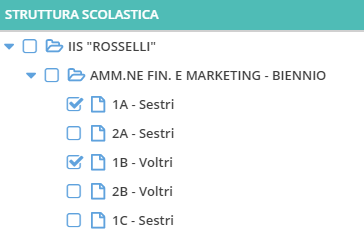 STRUTTURA SCOLASTICA
IIS "ROSSELLI"
AMM.NE FIN. E MARKETING - BIENNIO
1A - Sestri
2A - Sestri
1B - Voltri
2B - Voltri
1C - Sestri